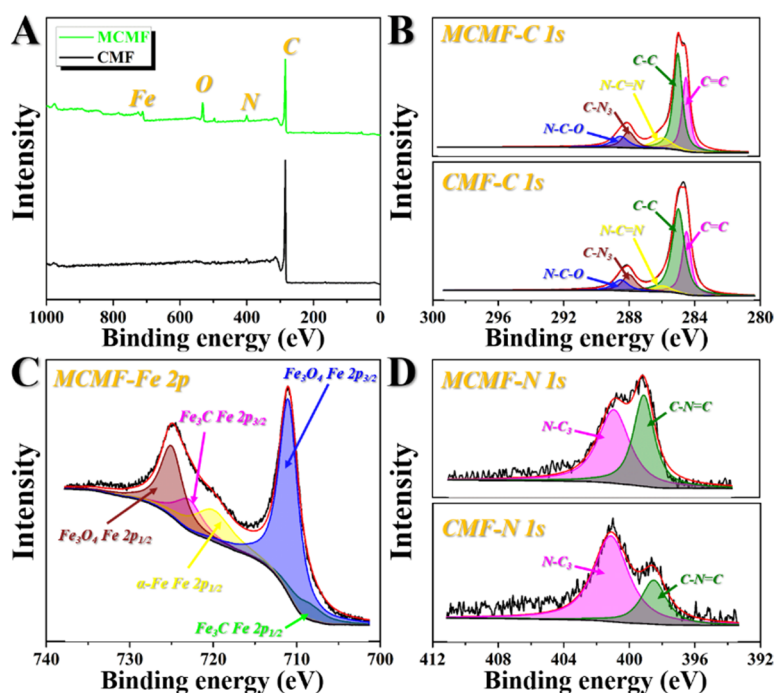 A
MCMF
CMF
Fe
O
N
C
Intensity
1000 800 600 400 200 0
Binding energy (eV)
B
MCMF-C 1s
C-C
N-C=N
C-N₃
N-C-O
C=C
CMF-C 1s
C-C
N-C=N
C-N₃
N-C-O
C=C
Intensity
300 296 292 288 284 280
Binding energy (eV)
C
MCMF-Fe 2p
Fe₃O₄ Fe 2p₃/₂
Fe₃C Fe 2p₃/₂
Fe₃O₄ Fe 2p₁/₂
α-Fe Fe 2p₁/₂
Fe₃C Fe 2p₁/₂
Intensity
740 730 720 710 700
Binding energy (eV)
D
MCMF-N 1s
N-C₃
C-N=C
CMF-N 1s
N-C₃
C-N=C
Intensity
412 408 404 400 396 392
Binding energy (eV)